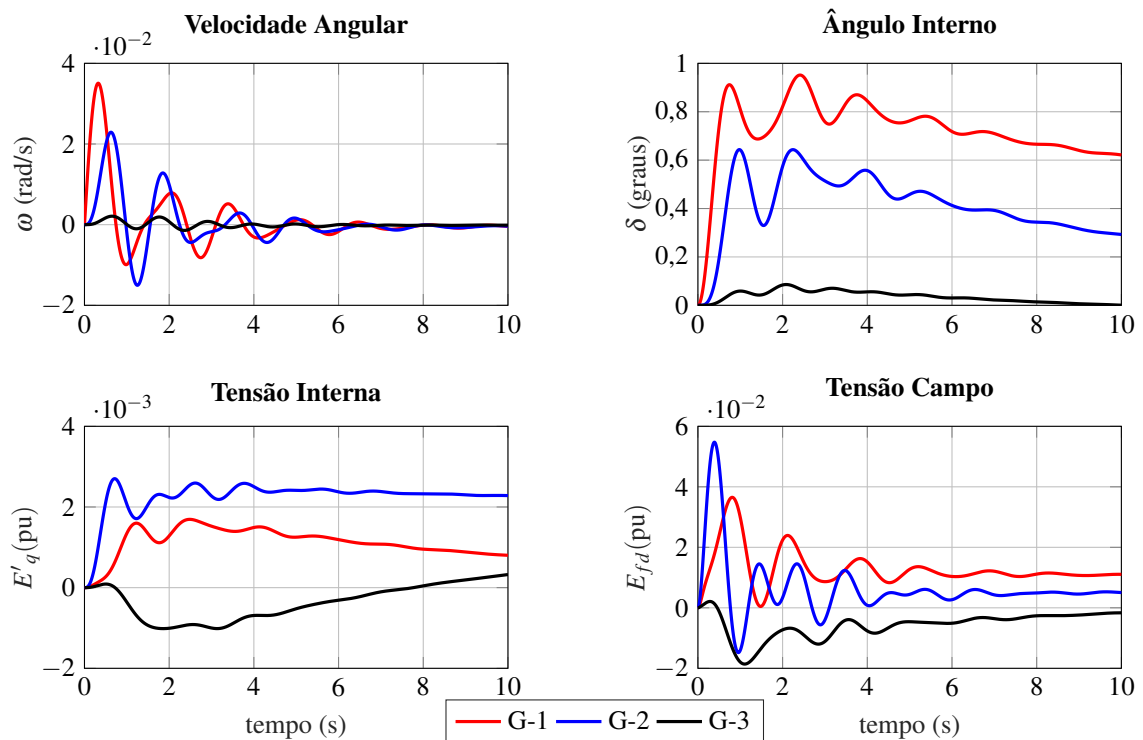 Velocidade Angular
·10−2
4
2
0
−2
ω (rad/s)
0 2 4 6 8 10
Ângulo Interno
1
0,8
0,6
0,4
0,2
0
δ (graus)
0 2 4 6 8 10
Tensão Interna
·10−3
4
2
0
−2
E′q(pu)
0 2 4 6 8 10
tempo (s)
Tensão Campo
·10−2
6
4
2
0
−2
Efd(pu)
0 2 4 6 8 10
tempo (s)
G-1 G-2 G-3